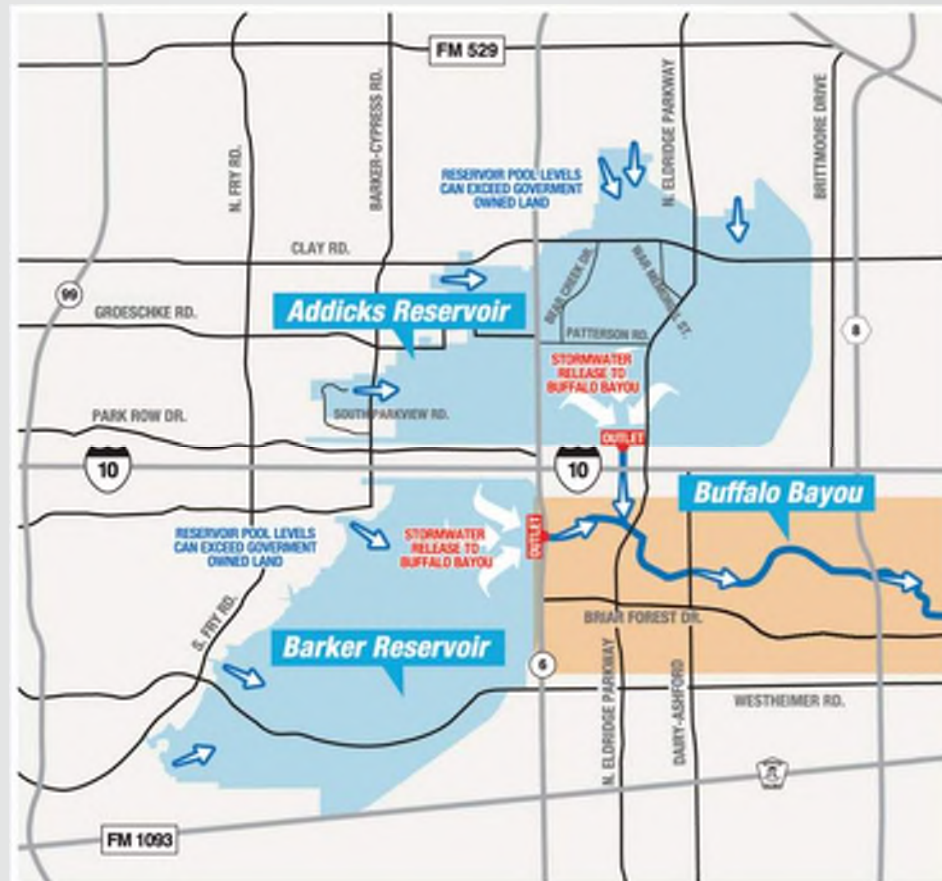 FM 529
N. FRY RD.
BARKER-CYPRESS RD.
N. ELDRIDGE PARKWAY
BRITTMOORE DRIVE
RESERVOIR POOL LEVELS
CAN EXCEED GOVERMENT
OWNED LAND
CLAY RD.
99
GROESCHKE RD.
Addicks Reservoir
BEAR CREEK DR.
WAR MEMORIAL ST.
PATTERSON RD.
8
STORMWATER
RELEASE TO
BUFFALO BAYOU
PARK ROW DR.
SOUTH PARKVIEW RD.
OUTLET
10
10
Buffalo Bayou
RESERVOIR POOL LEVELS
CAN EXCEED GOVERMENT
OWNED LAND
STORMWATER
RELEASE TO
BUFFALO BAYOU
OUTLET
S. FRY RD.
BRIAR FOREST DR.
Barker Reservoir
6
N. ELDRIDGE PARKWAY
DAIRY-ASHFORD
WESTHEIMER RD.
FM 1093